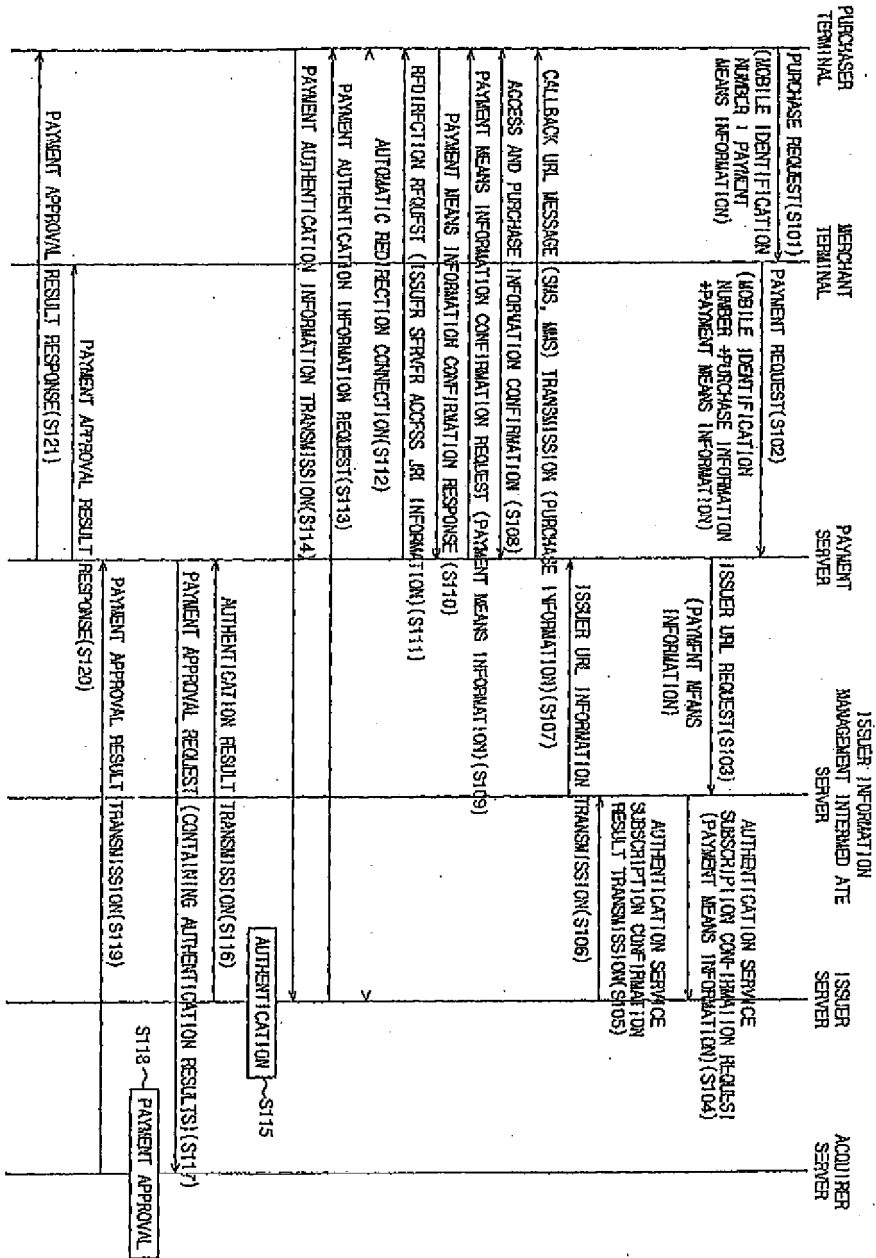 PURCHASER
TERMINAL
MERCHANT
TERMINAL
PAYMENT
SERVER
ISSUER INFORMATION
MANAGEMENT INTERMED ATE
SERVER
ISSUER
SERVER
ACQUIRER
SERVER
PURCHASE REQUEST(S101)
(MOBILE IDENTIFICATION
NUMBER + PAYMENT
MEANS INFORMATION)
PAYMENT REQUEST(S102)
(MOBILE IDENTIFICATION
NUMBER +PURCHASE INFORMATION
+PAYMENT MEANS INFORMATION)
ISSUER URL REQUEST(S103)
(PAYMENT MEANS
INFORMATION)
AUTHENTICATION SERVICE
SUBSCRIPTION CONFIRMATION REQUEST
(PAYMENT MEANS INFORMATION)(S104)
AUTHENTICATION SERVICE
SUBSCRIPTION CONFIRMATION
RESULT TRANSMISSION(S105)
ISSUER URL INFORMATION TRANSMISSION(S106)
CALLBACK URL MESSAGE (SMS, MMS) TRANSMISSION (PURCHASE INFORMATION)(S107)
ACCESS AND PURCHASE INFORMATION CONFIRMATION (S108)
PAYMENT MEANS INFORMATION CONFIRMATION REQUEST (PAYMENT MEANS INFORMATION)(S109)
PAYMENT MEANS INFORMATION CONFIRMATION RESPONSE (S110)
REDIRECTION REQUEST (ISSUER SERVER ACCESS URL INFORMATION)(S111)
AUTOMATIC REDIRECTION CONNECTION(S112)
PAYMENT AUTHENTICATION INFORMATION REQUEST(S113)
PAYMENT AUTHENTICATION INFORMATION TRANSMISSION(S114)
AUTHENTICATION
S115
AUTHENTICATION RESULT TRANSMISSION(S116)
PAYMENT APPROVAL REQUEST (CONTAINING AUTHENTICATION RESULTS)(S117)
S118
PAYMENT APPROVAL
PAYMENT APPROVAL RESULT TRANSMISSION(S119)
PAYMENT APPROVAL RESULT RESPONSE(S120)
PAYMENT APPROVAL RESULT RESPONSE(S121)